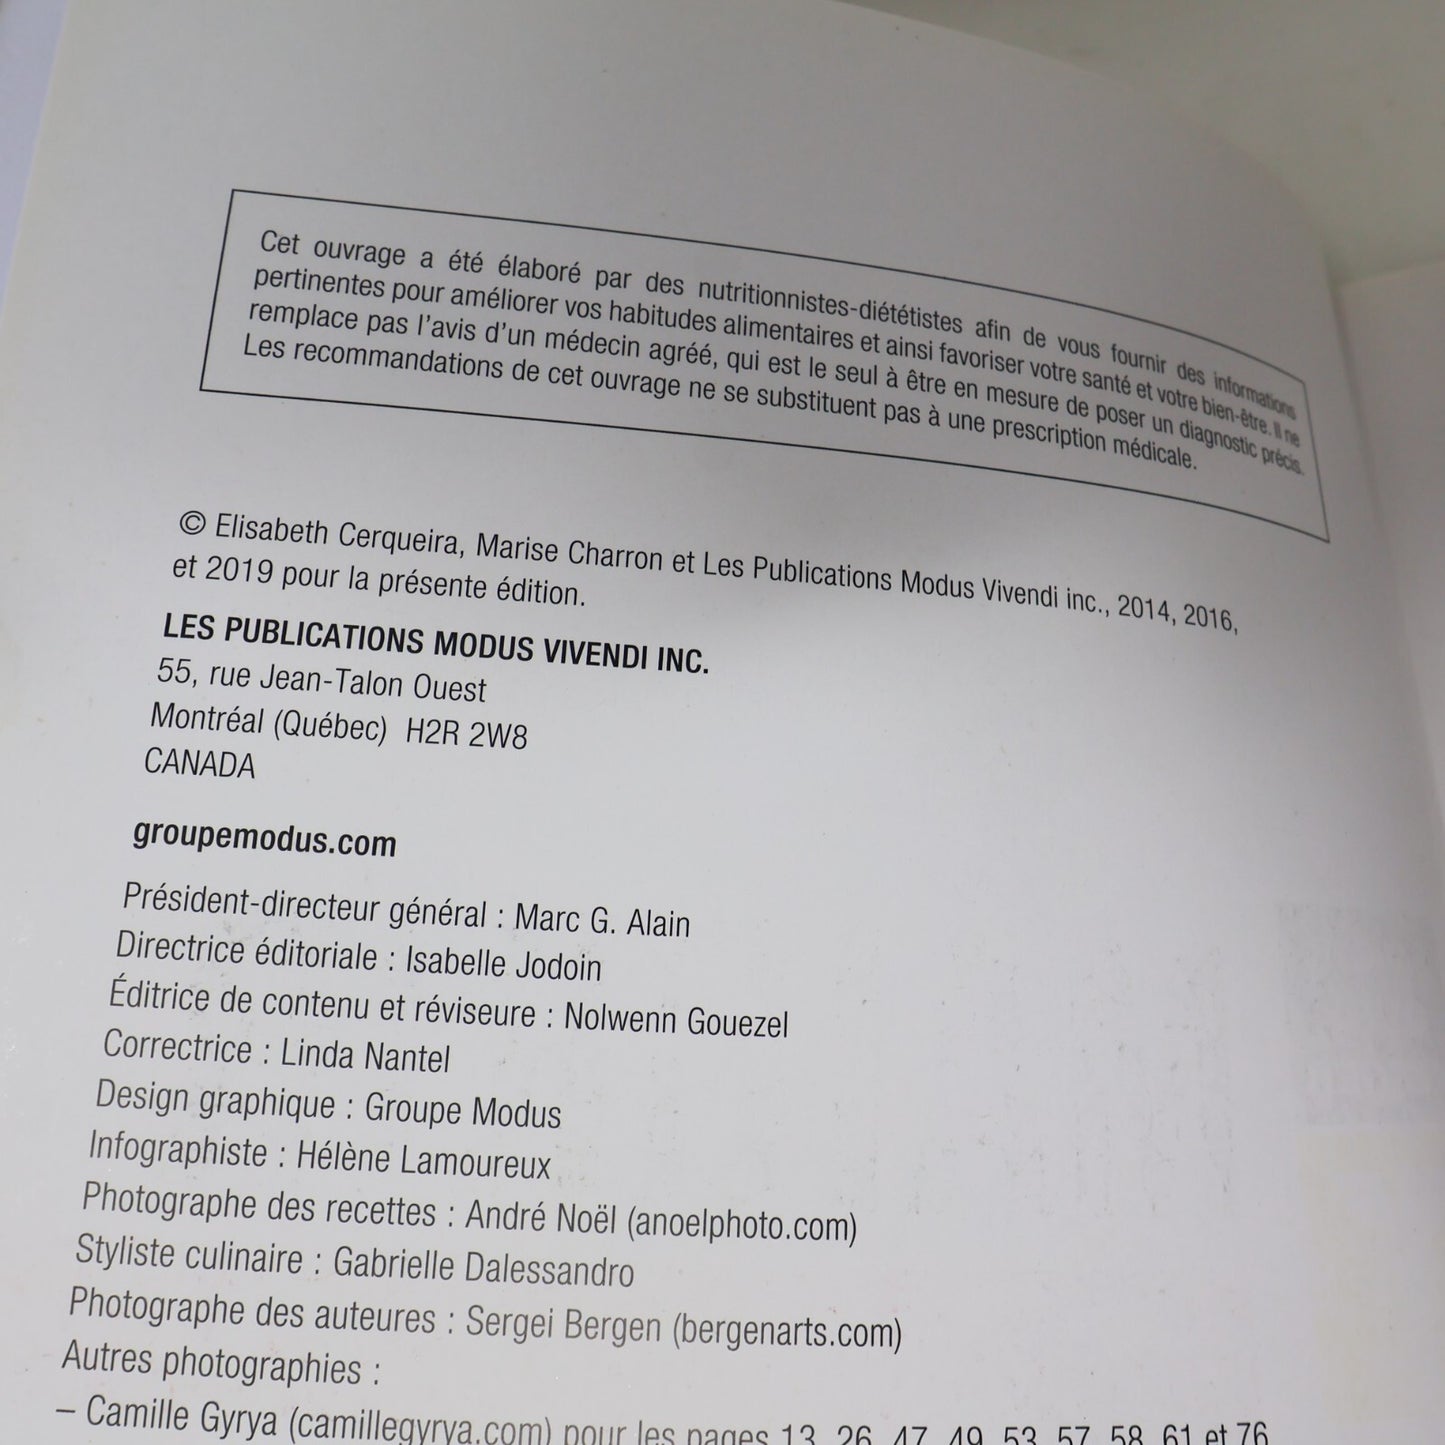 Cet ouvrage a été élaboré par des nutritionnistes-diététistes afin de vous fournir des informations
pertinentes pour améliorer vos habitudes alimentaires et ainsi favoriser votre santé et votre bien-être. Il ne
remplace pas l'avis d'un médecin agréé, qui est le seul à être en mesure de poser un diagnostic précis.
Les recommandations de cet ouvrage ne se substituent pas à une prescription médicale.
© Elisabeth Cerqueira, Marise Charron et Les Publications Modus Vivendi inc., 2014, 2016,
et 2019 pour la présente édition.
LES PUBLICATIONS MODUS VIVENDI INC.
55, rue Jean-Talon Ouest
Montréal (Québec) H2R 2W8
CANADA
groupemodus.com
Président-directeur général : Marc G. Alain
Directrice éditoriale : Isabelle Jodoin
Éditrice de contenu et réviseure : Nolwenn Gouezel
Correctrice : Linda Nantel
Design graphique : Groupe Modus
Infographiste : Hélène Lamoureux
Photographe des recettes : André Noël (anoelphoto.com)
Styliste culinaire : Gabrielle Dalessandro
Photographe des auteures : Sergei Bergen (bergenarts.com)
Autres photographies :
– Camille Gyrya (camillegyrya.com) pour les pages 13, 26, 47, 49, 53, 57, 58, 61 et 76